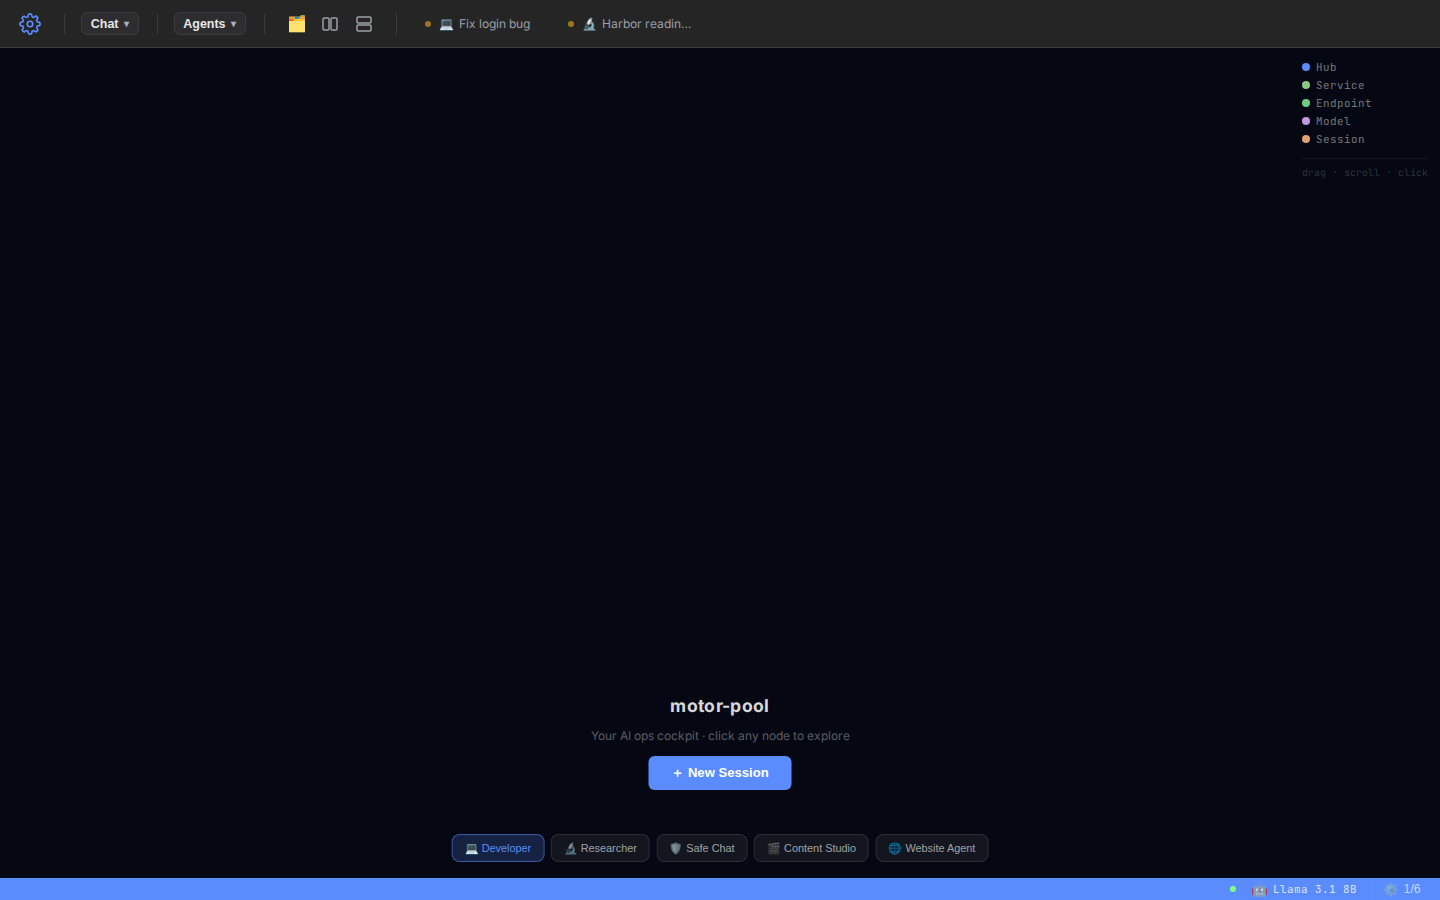 Chat ▾
Agents ▾
Fix login bug
Harbor readin...
Hub
Service
Endpoint
Model
Session
drag · scroll · click
motor-pool
Your AI ops cockpit · click any node to explore
+ New Session
Developer
Researcher
Safe Chat
Content Studio
Website Agent
Llama 3.1 8B
1/6